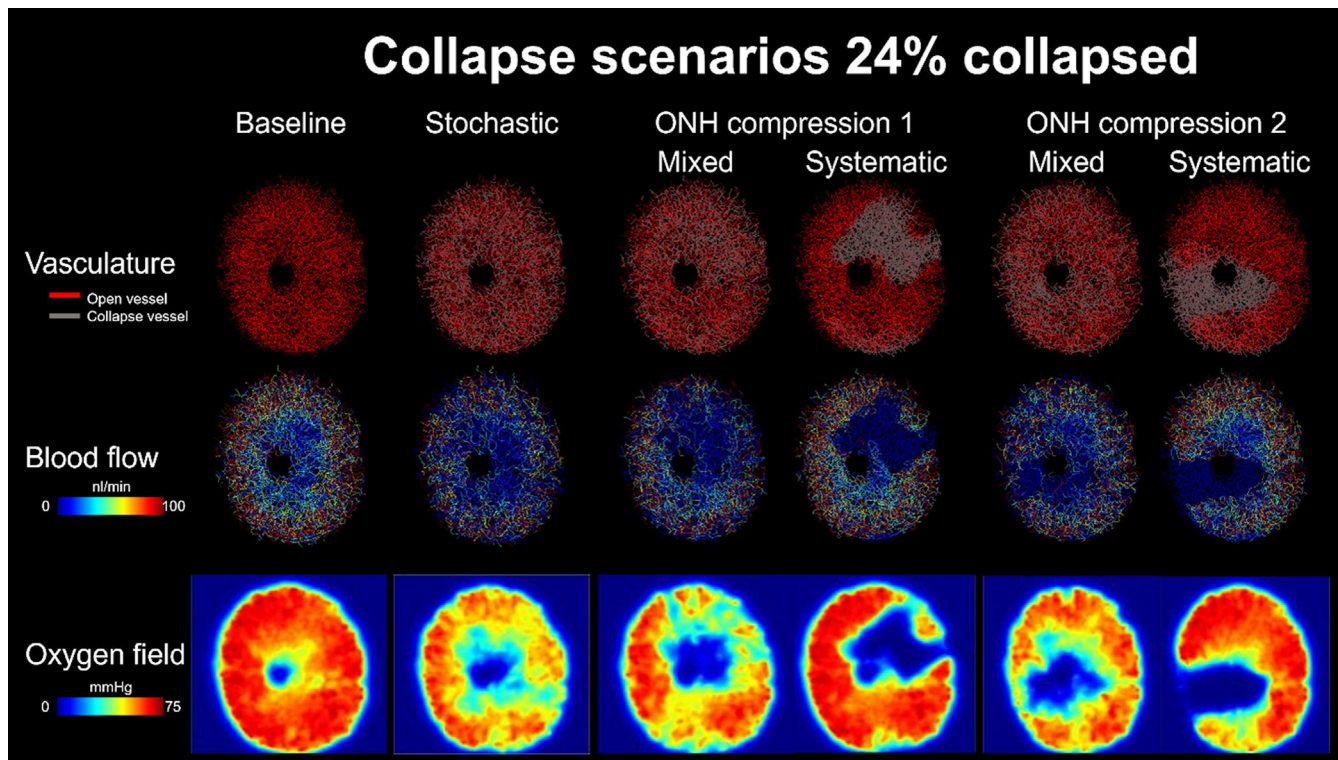 Collapse scenarios 24% collapsed
Baseline Stochastic ONH compression 1 ONH compression 2
Mixed Systematic Mixed Systematic
Vasculature
Open vessel
Collapse vessel
Blood flow
nl/min
0 100
Oxygen field
mmHg
0 75